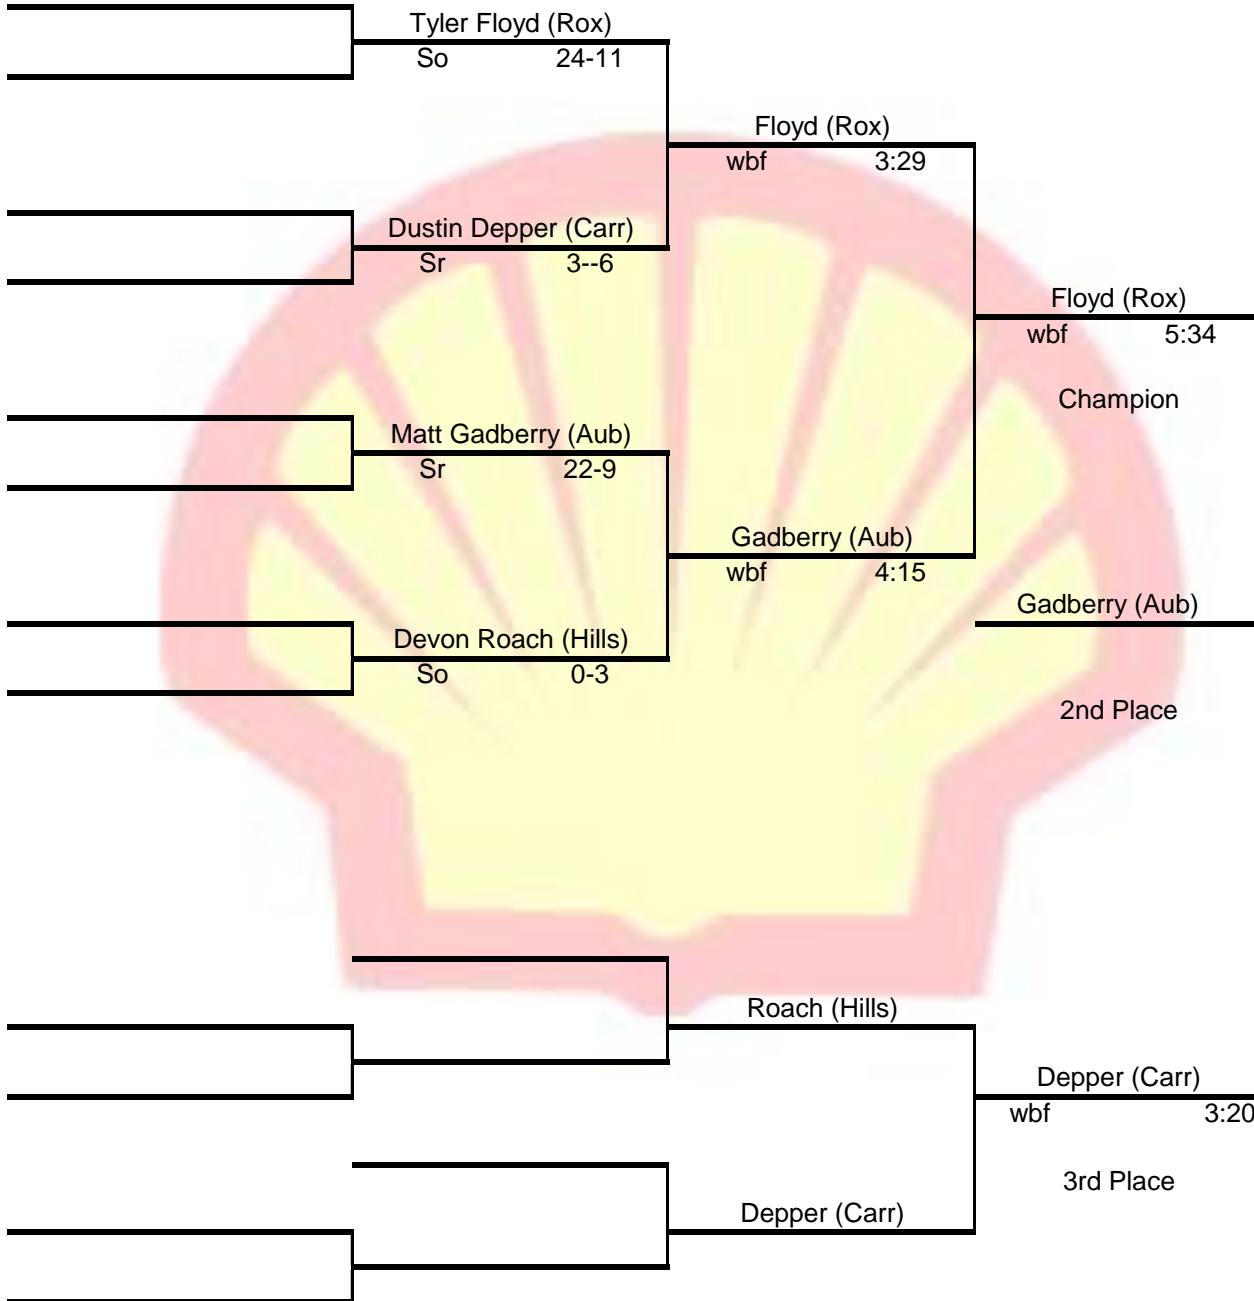 Tyler Floyd (Rox)
So 24-11
Floyd (Rox)
wbf 3:29
Dustin Depper (Carr)
Sr 3--6
Floyd (Rox)
wbf 5:34
Champion
Matt Gadberry (Aub)
Sr 22-9
Gadberry (Aub)
wbf 4:15
Gadberry (Aub)
Devon Roach (Hills)
So 0-3
2nd Place
Roach (Hills)
Depper (Carr)
wbf 3:20
3rd Place
Depper (Carr)